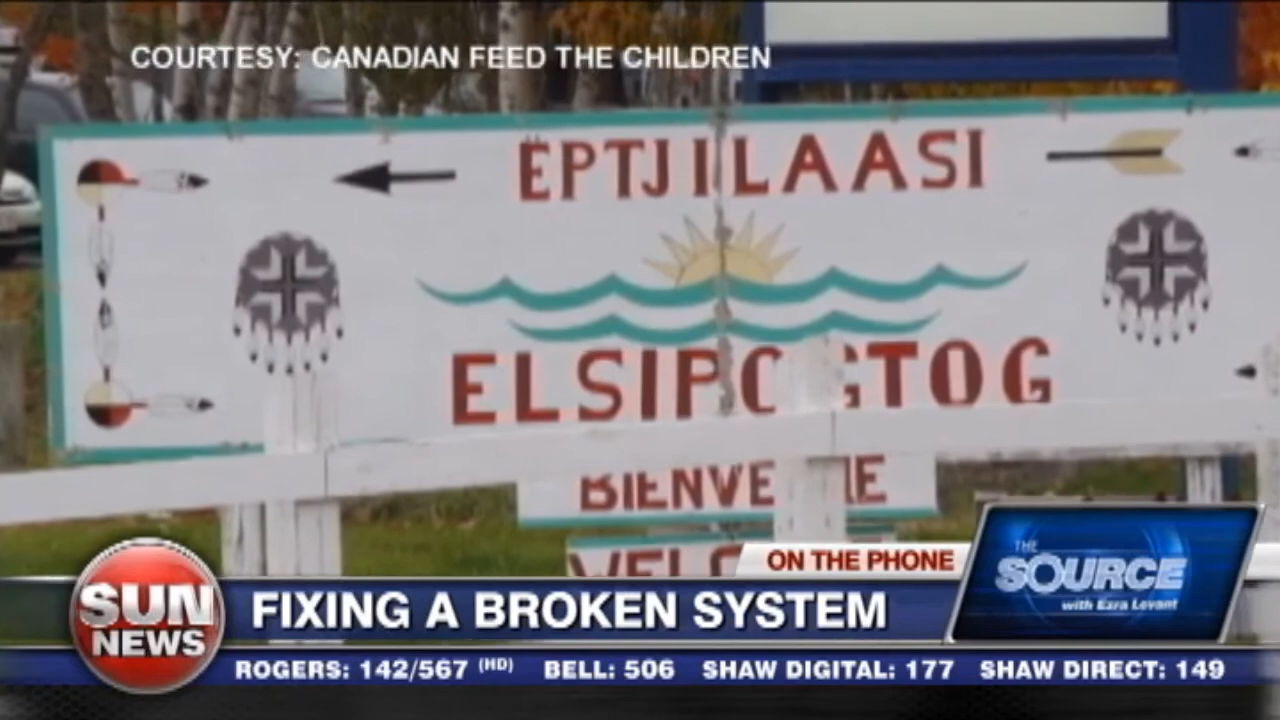 COURTESY: CANADIAN FEED THE CHILDREN
EPTJILAASI
ELSIPOGTOG
ON THE PHONE
THE
SOURCE
with Ezra Levant
SUN
NEWS
FIXING A BROKEN SYSTEM
ROGERS: 142/567 (HD) BELL: 506 SHAW DIGITAL: 177 SHAW DIRECT: 149